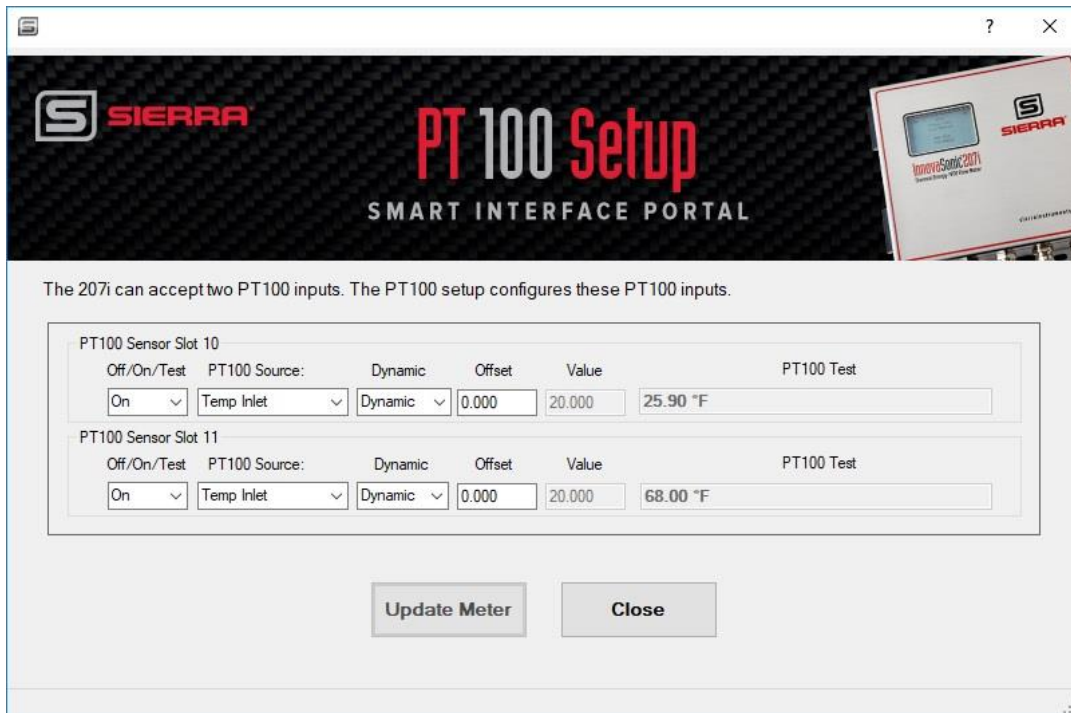 ?
SIERRA
PT 100 Setup
SMART INTERFACE PORTAL
SIERRA
InnovaSonic 207i
The 207i can accept two PT100 inputs. The PT100 setup configures these PT100 inputs.
PT100 Sensor Slot 10
Off/On/Test PT100 Source: Dynamic Offset Value PT100 Test
On Temp Inlet Dynamic 0.000 20.000 25.90 °F
PT100 Sensor Slot 11
Off/On/Test PT100 Source: Dynamic Offset Value PT100 Test
On Temp Inlet Dynamic 0.000 20.000 68.00 °F
Update Meter Close